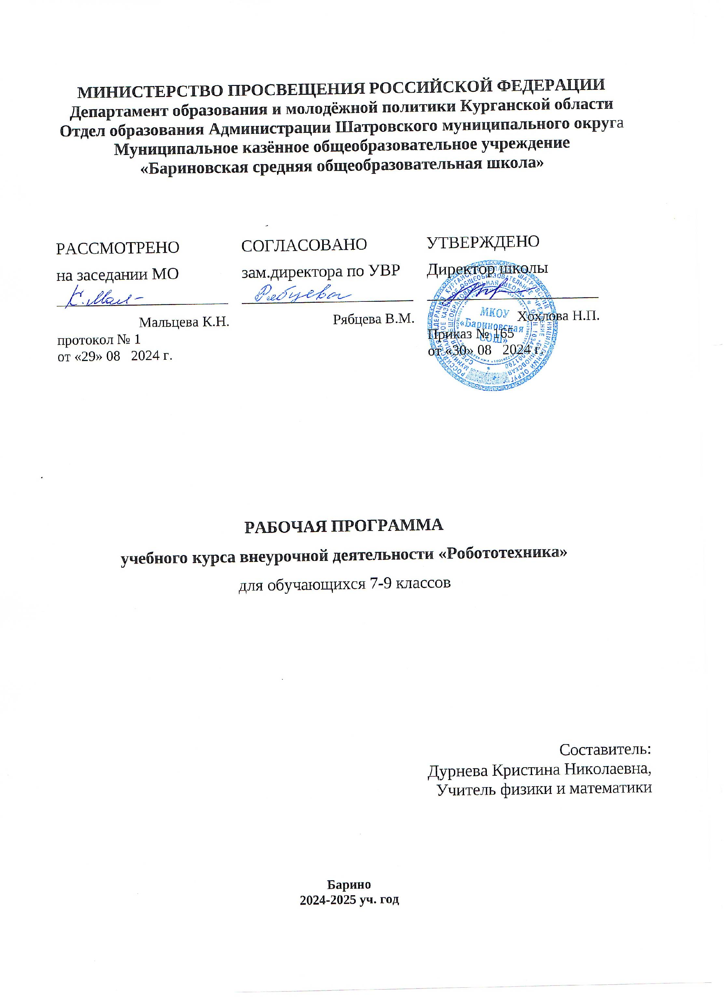 МИНИСТЕРСТВО ПРОСВЕЩЕНИЯ РОССИЙСКОЙ ФЕДЕРАЦИИ
Департамент образования и молодёжной политики Курганской области
Отдел образования Администрации Шатровского муниципального округа
Муниципальное казённое общеобразовательное учреждение
«Бариновская средняя общеобразовательная школа»
РАССМОТРЕНО
на заседании МО
К. Мал-
Мальцева К.Н.
протокол № 1
от «29» 08 2024 г.
СОГЛАСОВАНО
зам.директора по УВР
Рябцева
Рябцева В.М.
УТВЕРЖДЕНО
Директор школы
Хохлова Н.П.
Приказ № 165
от «30» 08 2024 г.
МКОУ
«Бариновская
СОШ»
РАБОЧАЯ ПРОГРАММА
учебного курса внеурочной деятельности «Робототехника»
для обучающихся 7-9 классов
Составитель:
Дурнева Кристина Николаевна,
Учитель физики и математики
Барино
2024-2025 уч. год